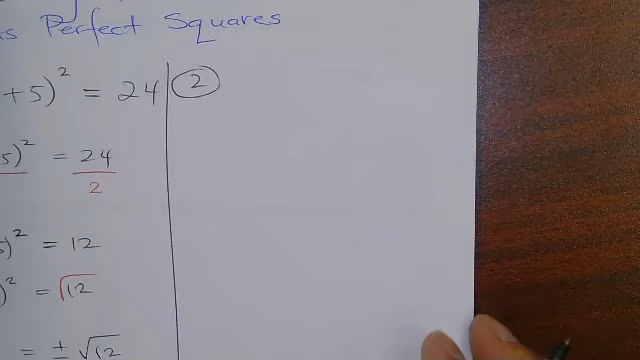 Perfect Squares
+ 5)² = 24 ②
5)² = 24
2
)² = 12
)² = √12
= ± √12